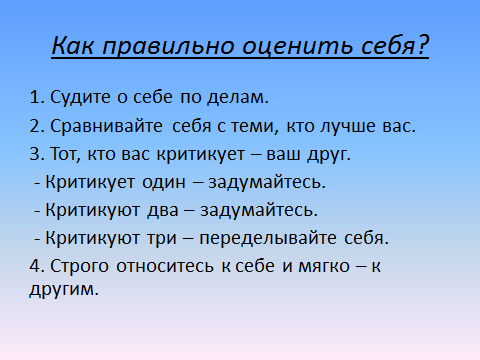 Как правильно оценить себя?
1. Судите о себе по делам.
2. Сравнивайте себя с теми, кто лучше вас.
3. Тот, кто вас критикует – ваш друг.
- Критикует один – задумайтесь.
- Критикуют два – задумайтесь.
- Критикуют три – переделывайте себя.
4. Строго относитесь к себе и мягко – к
другим.